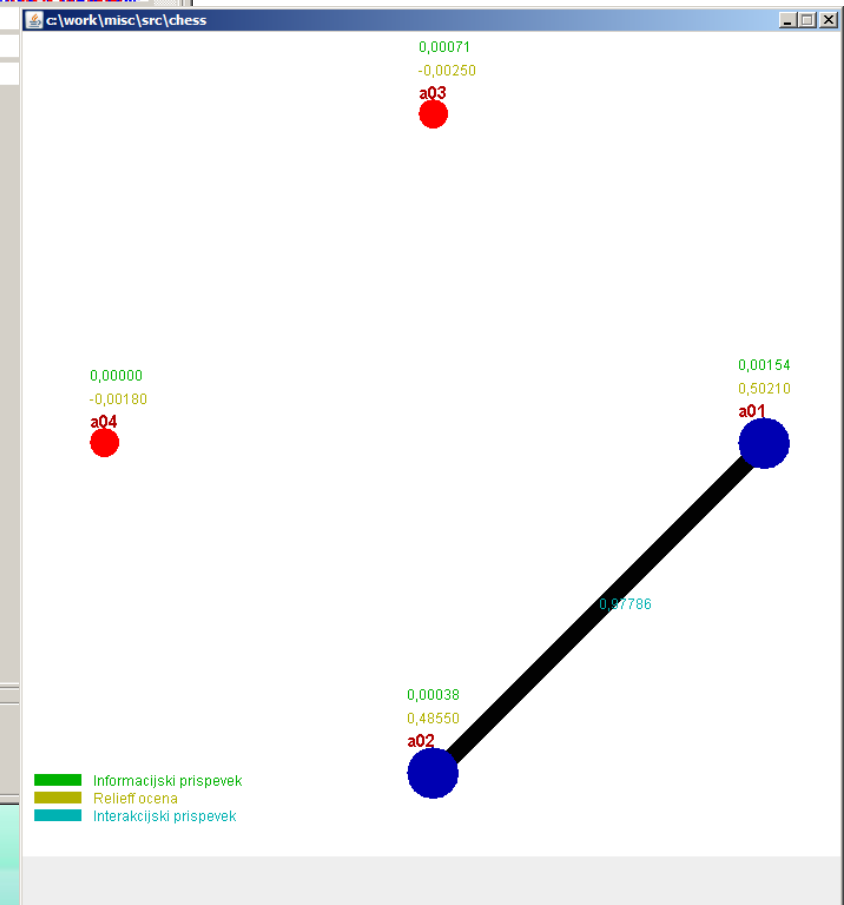 c:\work\misc\src\chess
0,00071
-0,00250
a03
0,00154
0,50210
a01
0,00000
-0,00180
a04
0,97786
0,00038
0,48550
a02
Informacijski prispevek
Relieff ocena
Interakcijski prispevek